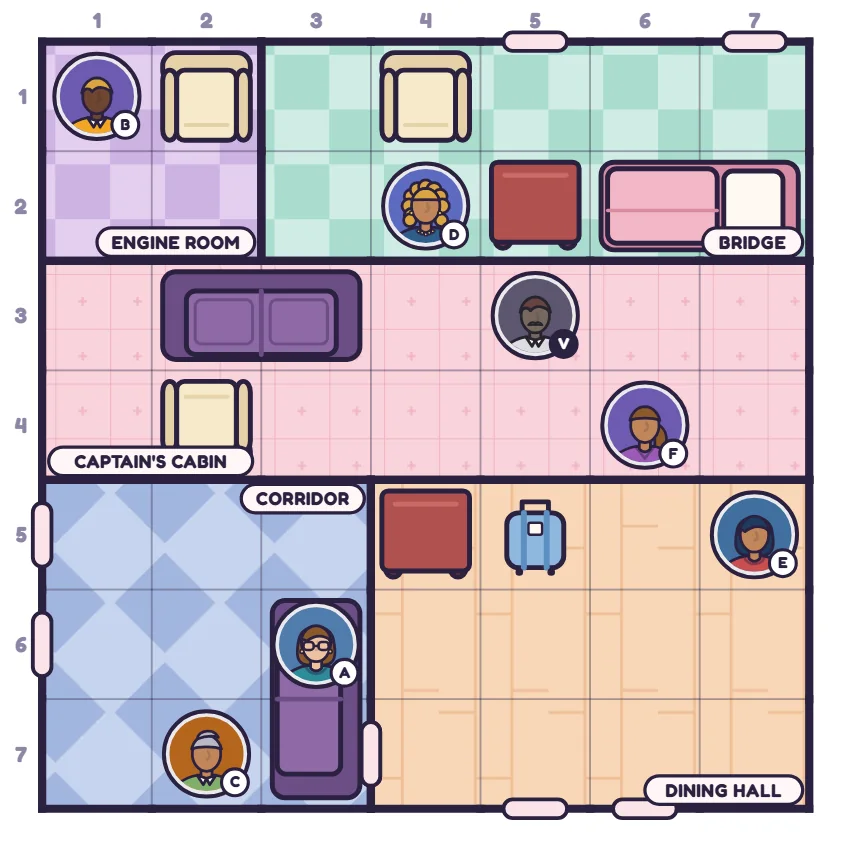 1 2 3 4 5 6 7
1
B
2
D
ENGINE ROOM
BRIDGE
3
V
4
F
CAPTAIN'S CABIN
CORRIDOR
5
E
6
A
7
C
DINING HALL